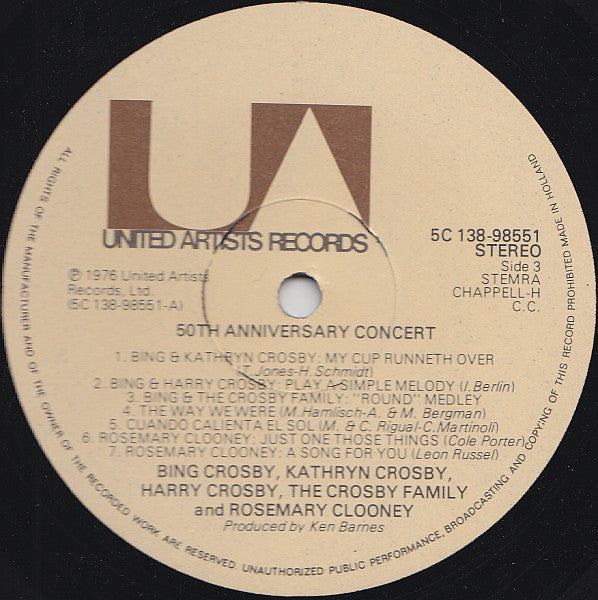 UA
UNITED ARTISTS RECORDS
℗ 1976 United Artists
Records, Ltd.
(5C 138-98551-A)
5C 138-98551
STEREO
Side 3
STEMRA
CHAPPELL-H
C.C.
50TH ANNIVERSARY CONCERT
1. BING & KATHRYN CROSBY: MY CUP RUNNETH OVER
(T. Jones-H. Schmidt)
2. BING & HARRY CROSBY: PLAY A SIMPLE MELODY (I. Berlin)
3. BING & THE CROSBY FAMILY: "ROUND" MEDLEY
4. THE WAY WE WERE (M. Hamlisch-A. & M. Bergman)
5. CUANDO CALIENTA EL SOL (M. & C. Rigual-C. Martinoli)
6. ROSEMARY CLOONEY: JUST ONE THOSE THINGS (Cole Porter)
7. ROSEMARY CLOONEY: A SONG FOR YOU (Leon Russel)
BING CROSBY, KATHRYN CROSBY,
HARRY CROSBY, THE CROSBY FAMILY
and ROSEMARY CLOONEY
Produced by Ken Barnes
ALL RIGHTS OF THE MANUFACTURER AND OF THE OWNER OF THE RECORDED WORK ARE RESERVED. UNAUTHORIZED PUBLIC PERFORMANCE, BROADCASTING AND COPYING OF THIS RECORD PROHIBITED MADE IN HOLLAND